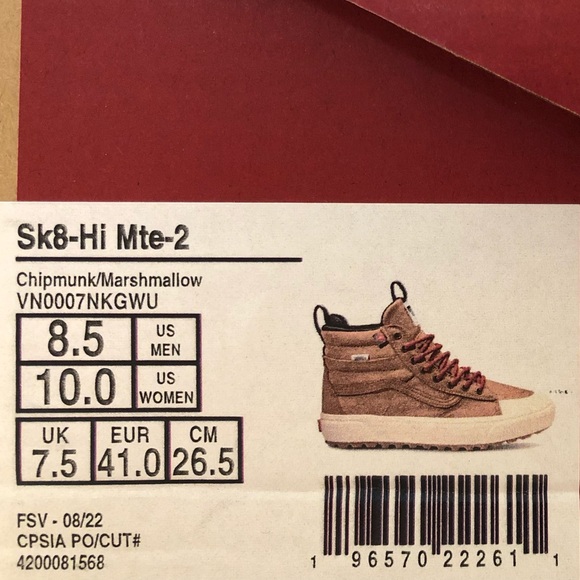 Sk8-Hi Mte-2
Chipmunk/Marshmallow
VN0007NKGWU
8.5 US MEN
10.0 US WOMEN
UK EUR CM
7.5 41.0 26.5
FSV - 08/22
CPSIA PO/CUT#
4200081568
1 96570 22261 1